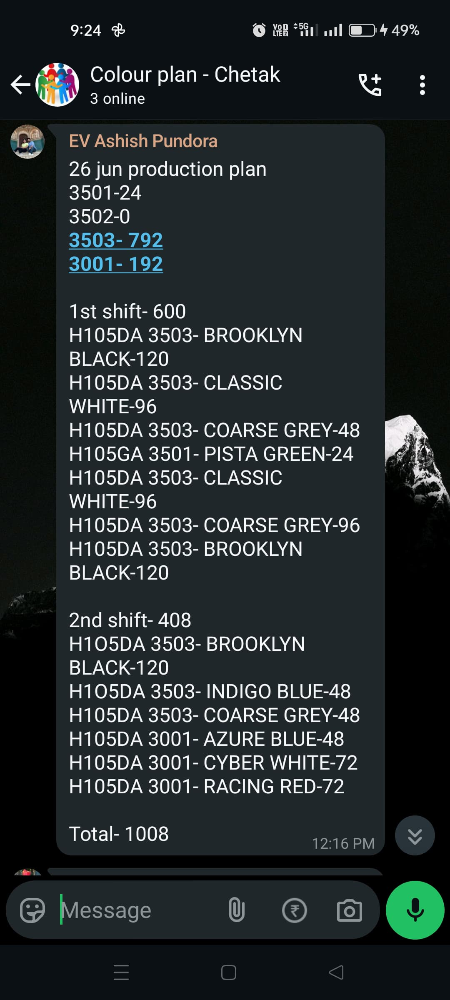 9:24
VoD LTE2 5G 49%
Colour plan - Chetak
3 online
EV Ashish Pundora
26 jun production plan
3501-24
3502-0
3503- 792
3001- 192
1st shift- 600
H105DA 3503- BROOKLYN
BLACK-120
H105DA 3503- CLASSIC
WHITE-96
H105DA 3503- COARSE GREY-48
H105GA 3501- PISTA GREEN-24
H105DA 3503- CLASSIC
WHITE-96
H105DA 3503- COARSE GREY-96
H105DA 3503- BROOKLYN
BLACK-120
2nd shift- 408
H1O5DA 3503- BROOKLYN
BLACK-120
H1O5DA 3503- INDIGO BLUE-48
H105DA 3503- COARSE GREY-48
H105DA 3001- AZURE BLUE-48
H105DA 3001- CYBER WHITE-72
H105DA 3001- RACING RED-72
Total- 1008
12:16 PM
Message